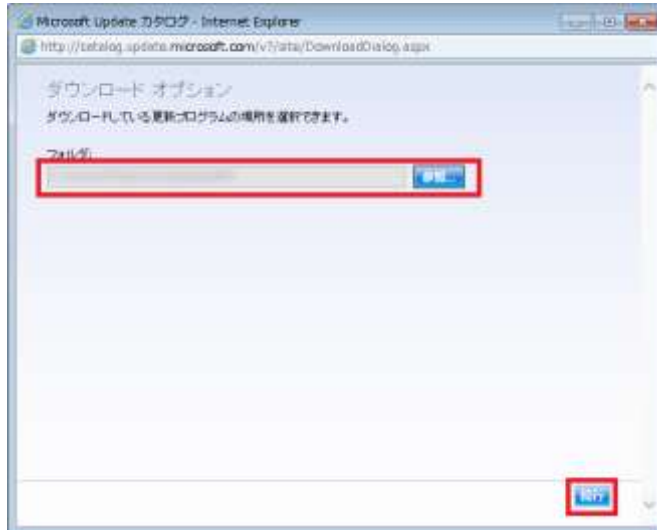 Microsoft Update カタログ - Internet Explorer
http://catalog.update.microsoft.com/v7/site/DownloadDialog.aspx
ダウンロード オプション
ダウンロードしている更新プログラムの場所を選択できます。
フォルダ:
参照...
続行